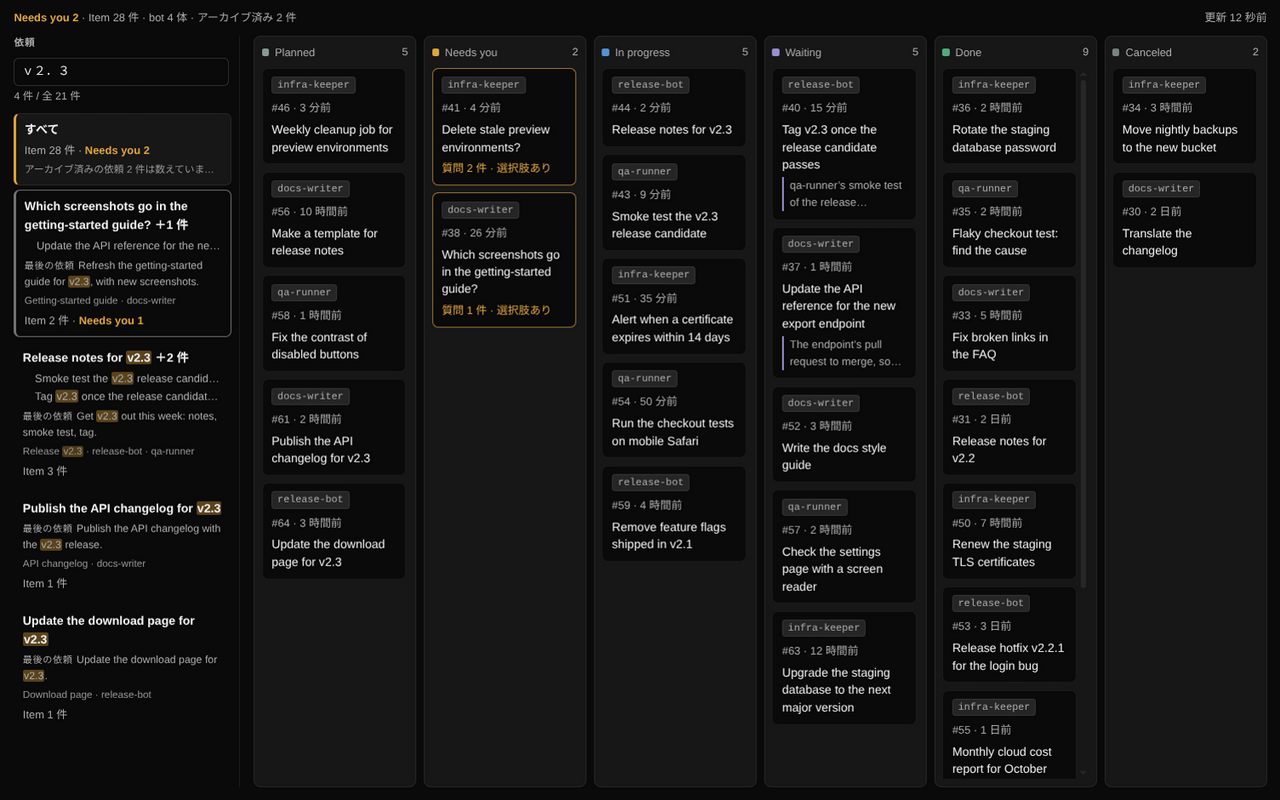 Needs you 2 · Item 28 件 · bot 4 体 · アーカイブ済み 2 件
更新 12 秒前
依頼
ｖ２．３
4 件 / 全 21 件
すべて
Item 28 件 · Needs you 2
アーカイブ済みの依頼 2 件は数えていま…
Which screenshots go in the
getting-started guide? ＋1 件
Update the API reference for the ne…
最後の依頼 Refresh the getting-started
guide for v2.3, with new screenshots.
Getting-started guide · docs-writer
Item 2 件 · Needs you 1
Release notes for v2.3 ＋2 件
Smoke test the v2.3 release candid…
Tag v2.3 once the release candidat…
最後の依頼 Get v2.3 out this week: notes,
smoke test, tag.
Release v2.3 · release-bot · qa-runner
Item 3 件
Publish the API changelog for v2.3
最後の依頼 Publish the API changelog with
the v2.3 release.
API changelog · docs-writer
Item 1 件
Update the download page for
v2.3
最後の依頼 Update the download page for
v2.3.
Download page · release-bot
Item 1 件
Planned 5
infra-keeper
#46 · 3 分前
Weekly cleanup job for
preview environments
docs-writer
#56 · 10 時間前
Make a template for
release notes
qa-runner
#58 · 1 時間前
Fix the contrast of
disabled buttons
docs-writer
#61 · 2 時間前
Publish the API
changelog for v2.3
release-bot
#64 · 3 時間前
Update the download
page for v2.3
Needs you 2
infra-keeper
#41 · 4 分前
Delete stale preview
environments?
質問 2 件 · 選択肢あり
docs-writer
#38 · 26 分前
Which screenshots go
in the getting-started
guide?
質問 1 件 · 選択肢あり
In progress 5
release-bot
#44 · 2 分前
Release notes for v2.3
qa-runner
#43 · 9 分前
Smoke test the v2.3
release candidate
infra-keeper
#51 · 35 分前
Alert when a certificate
expires within 14 days
qa-runner
#54 · 50 分前
Run the checkout tests
on mobile Safari
release-bot
#59 · 4 時間前
Remove feature flags
shipped in v2.1
Waiting 5
release-bot
#40 · 15 分前
Tag v2.3 once the
release candidate
passes
qa-runner’s smoke test
of the release…
docs-writer
#37 · 1 時間前
Update the API
reference for the new
export endpoint
The endpoint’s pull
request to merge, so…
docs-writer
#52 · 3 時間前
Write the docs style
guide
qa-runner
#57 · 2 時間前
Check the settings
page with a screen
reader
infra-keeper
#63 · 12 時間前
Upgrade the staging
database to the next
major version
Done 9
infra-keeper
#36 · 2 時間前
Rotate the staging
database password
qa-runner
#35 · 2 時間前
Flaky checkout test:
find the cause
docs-writer
#33 · 5 時間前
Fix broken links in
the FAQ
release-bot
#31 · 2 日前
Release notes for
v2.2
infra-keeper
#50 · 7 時間前
Renew the staging
TLS certificates
release-bot
#53 · 3 日前
Release hotfix v2.2.1
for the login bug
infra-keeper
#55 · 1 日前
Monthly cloud cost
report for October
Canceled 2
infra-keeper
#34 · 3 時間前
Move nightly backups
to the new bucket
docs-writer
#30 · 2 日前
Translate the
changelog